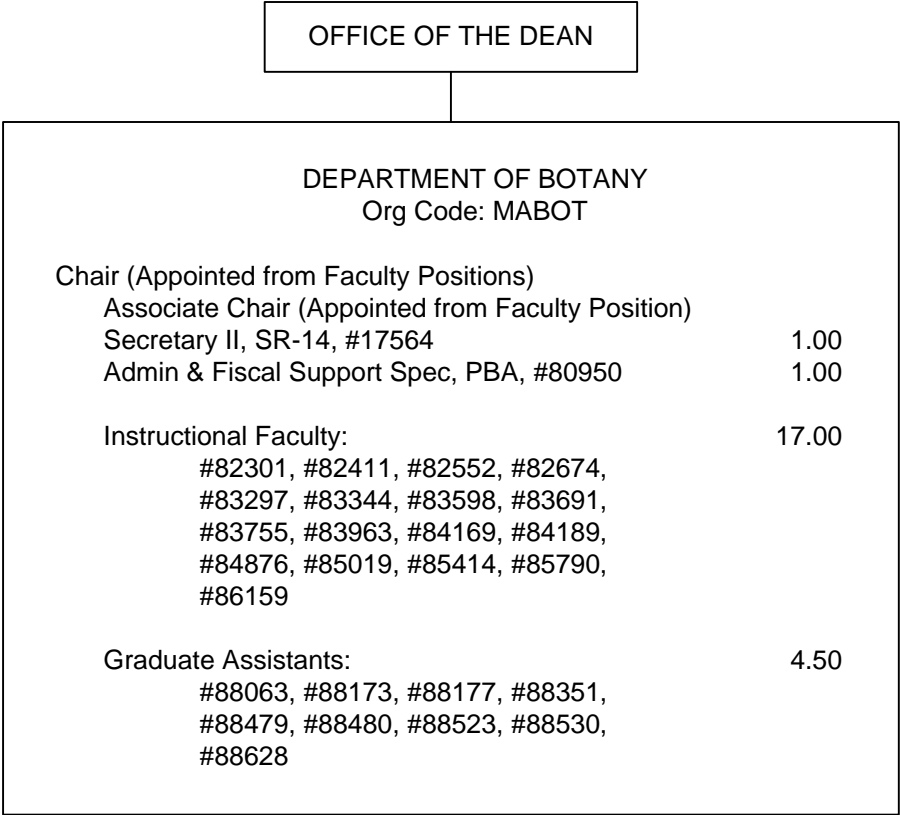 OFFICE OF THE DEAN
DEPARTMENT OF BOTANY
Org Code: MABOT
Chair (Appointed from Faculty Positions)
Associate Chair (Appointed from Faculty Position)
Secretary II, SR-14, #17564 1.00
Admin & Fiscal Support Spec, PBA, #80950 1.00
Instructional Faculty: 17.00
#82301, #82411, #82552, #82674,
#83297, #83344, #83598, #83691,
#83755, #83963, #84169, #84189,
#84876, #85019, #85414, #85790,
#86159
Graduate Assistants: 4.50
#88063, #88173, #88177, #88351,
#88479, #88480, #88523, #88530,
#88628